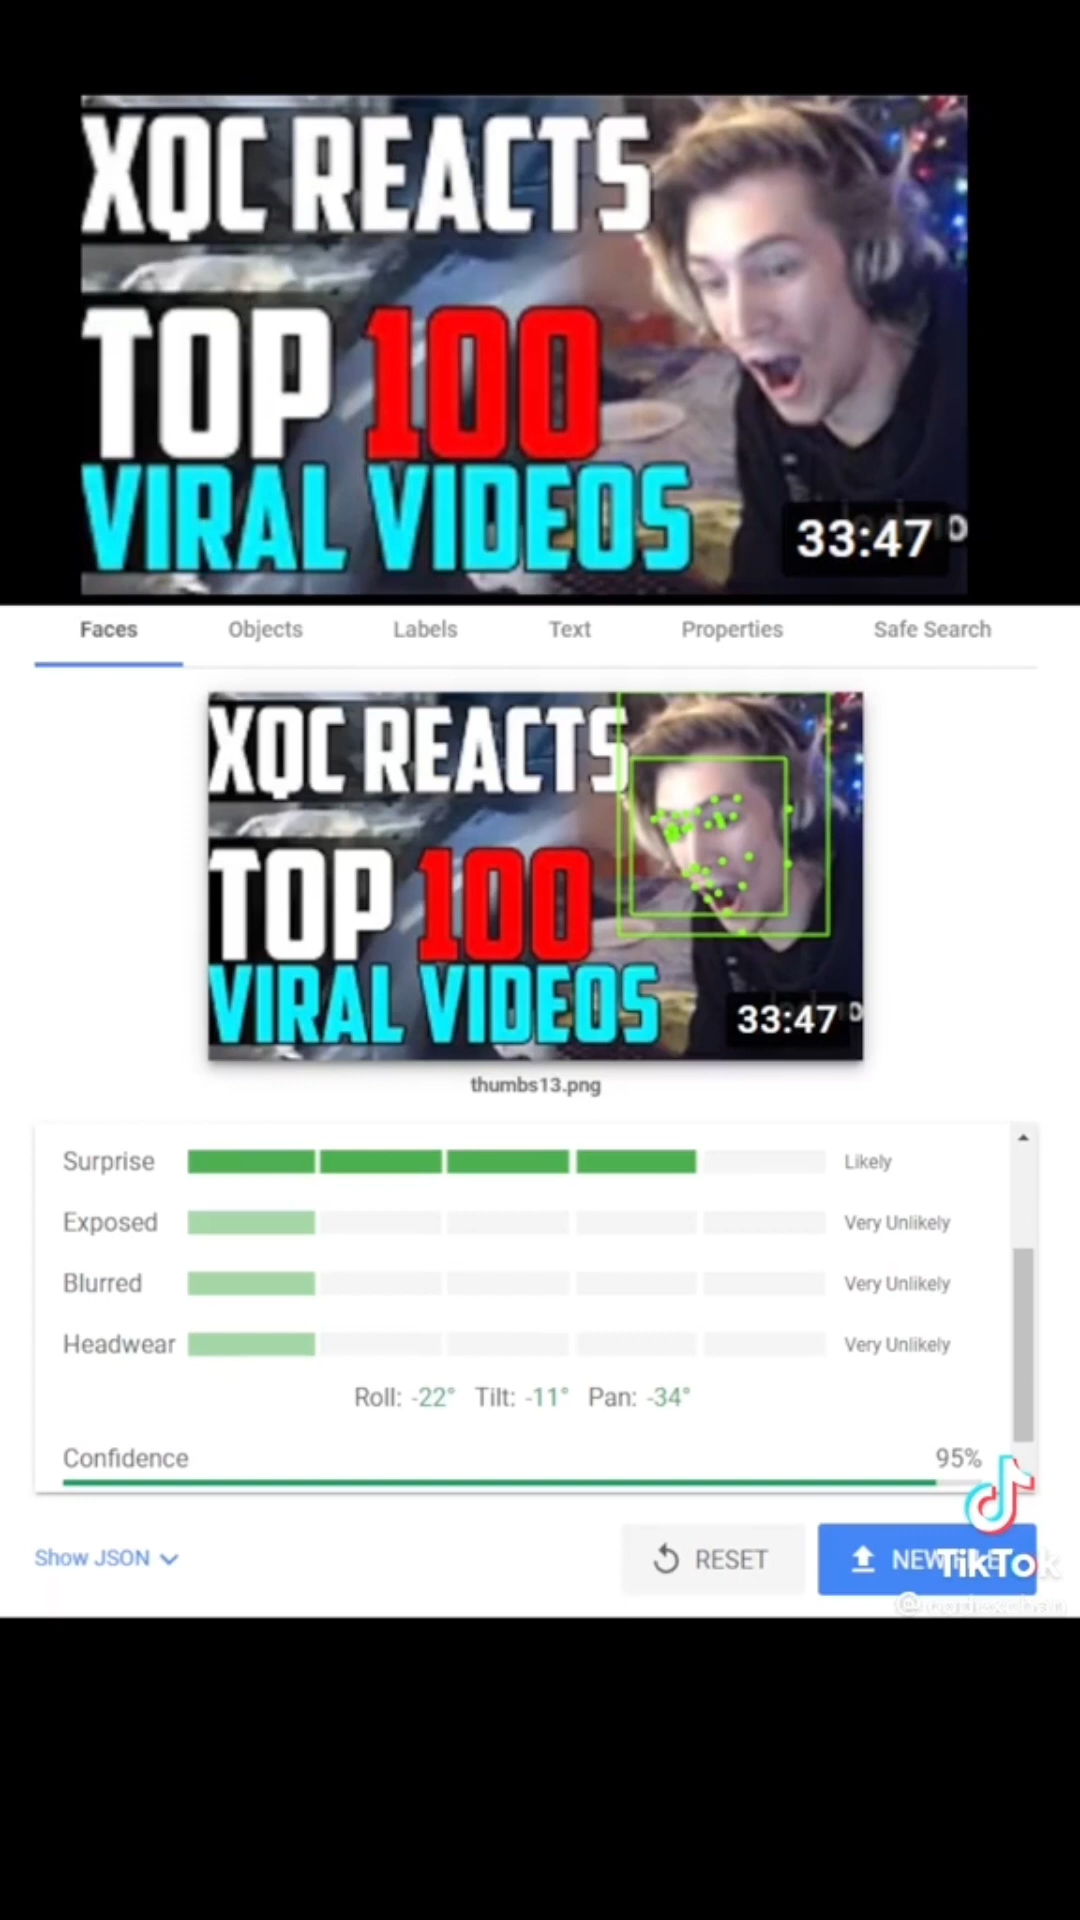 XQC REACTS
TOP 100
VIRAL VIDEOS
33:47
Faces Objects Labels Text Properties Safe Search
XQC REACTS
TOP 100
VIRAL VIDEOS
33:47
thumbs13.png
Surprise Likely
Exposed Very Unlikely
Blurred Very Unlikely
Headwear Very Unlikely
Roll: -22° Tilt: -11° Pan: -34°
Confidence 95%
Show JSON RESET NEW
TikTok